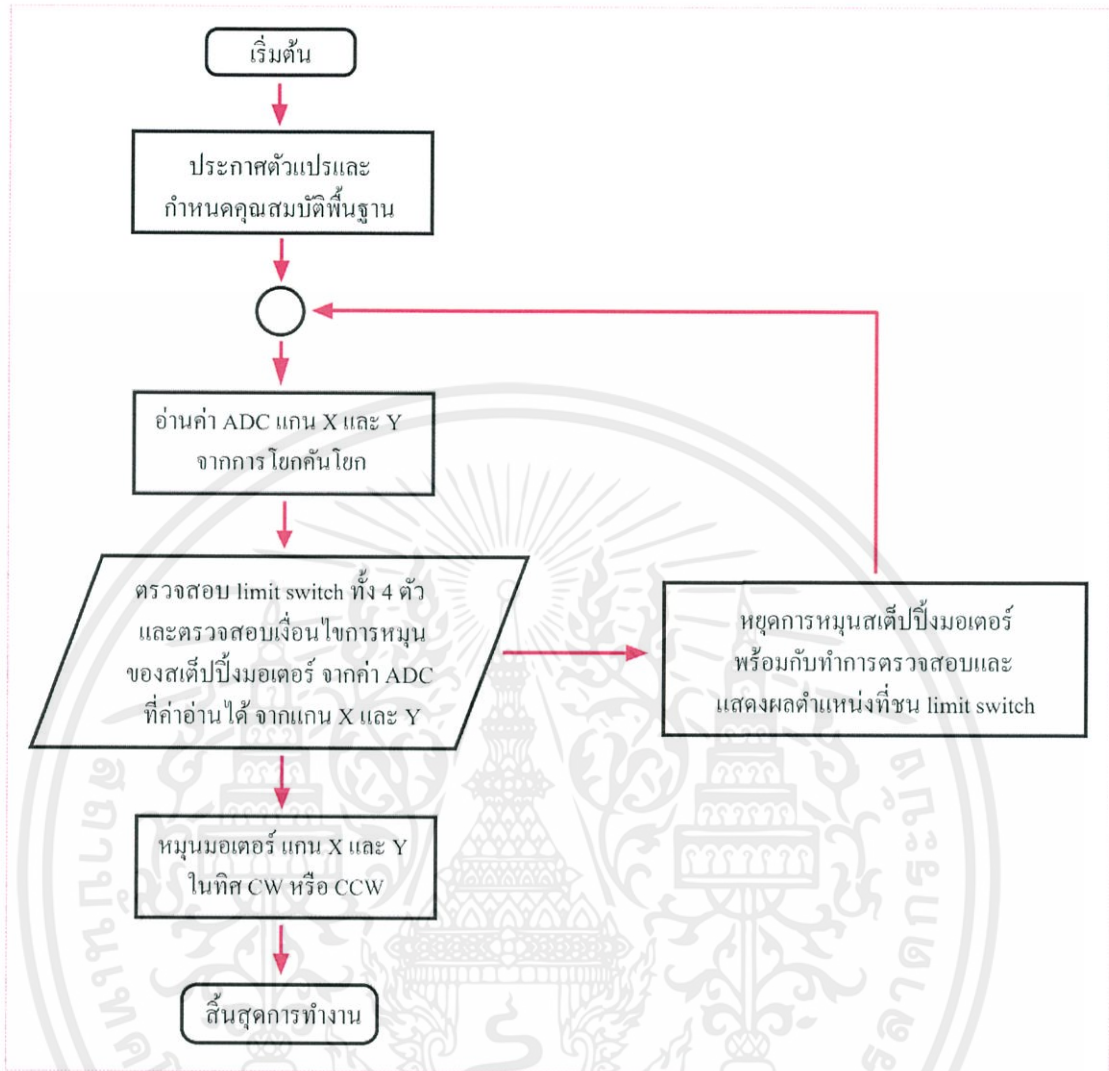 เริ่มต้น
ประกาศตัวแปรและ
กำหนดคุณสมบัติพื้นฐาน
อ่านค่า ADC แกน X และ Y
จากการโยกคันโยก
ตรวจสอบ limit switch ทั้ง 4 ตัว
และตรวจสอบเงื่อนไขการหมุน
ของสเต็ปปิ้งมอเตอร์ จากค่า ADC
ที่ค่าอ่านได้ จากแกน X และ Y
หยุดการหมุนสเต็ปปิ้งมอเตอร์
พร้อมกับทำการตรวจสอบและ
แสดงผลตำแหน่งที่ชน limit switch
หมุนมอเตอร์ แกน X และ Y
ในทิศ CW หรือ CCW
สิ้นสุดการทำงาน